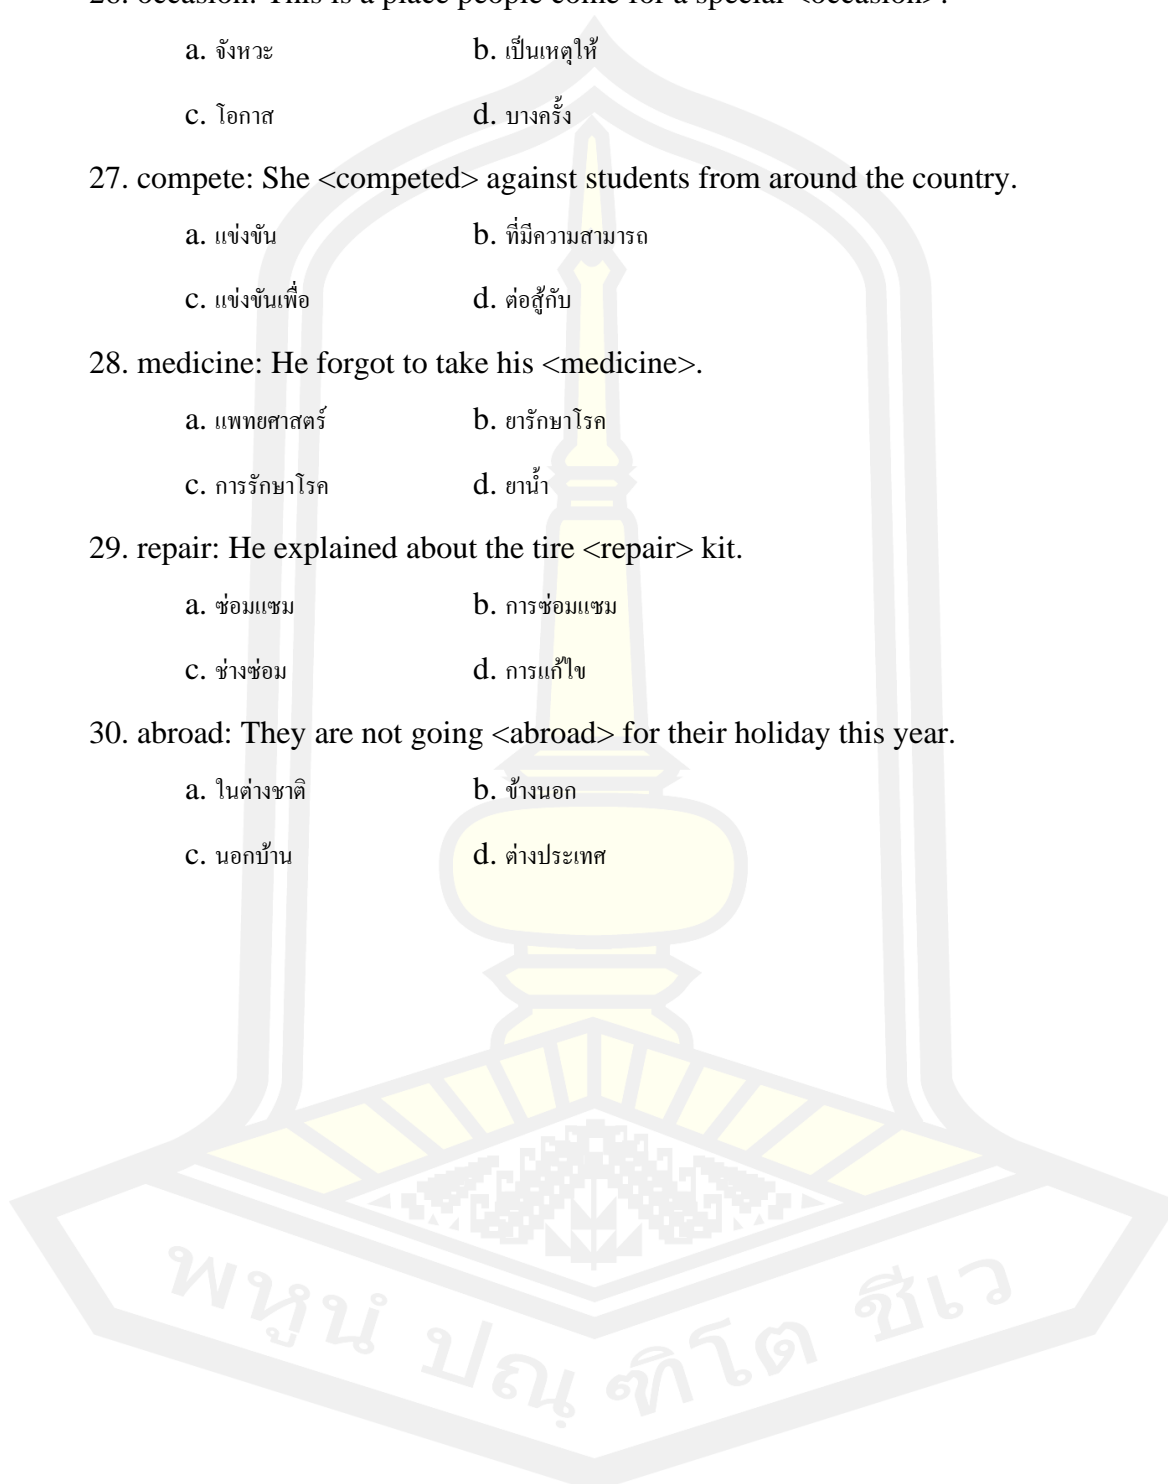 26. occasion: This is a place people come for a special <occasion>.
a. จังหวะ b. เป็นเหตุให้
c. โอกาส d. บางครั้ง
27. compete: She <competed> against students from around the country.
a. แข่งขัน b. ที่มีความสามารถ
c. แข่งขันเพื่อ d. ต่อสู้กับ
28. medicine: He forgot to take his <medicine>.
a. แพทยศาสตร์ b. ยารักษาโรค
c. การรักษาโรค d. ยาน้ำ
29. repair: He explained about the tire <repair> kit.
a. ซ่อมแซม b. การซ่อมแซม
c. ช่างซ่อม d. การแก้ไข
30. abroad: They are not going <abroad> for their holiday this year.
a. ในต่างชาติ b. ข้างนอก
c. นอกบ้าน d. ต่างประเทศ
พหูนํ ปณฺฑิโต ชีเว